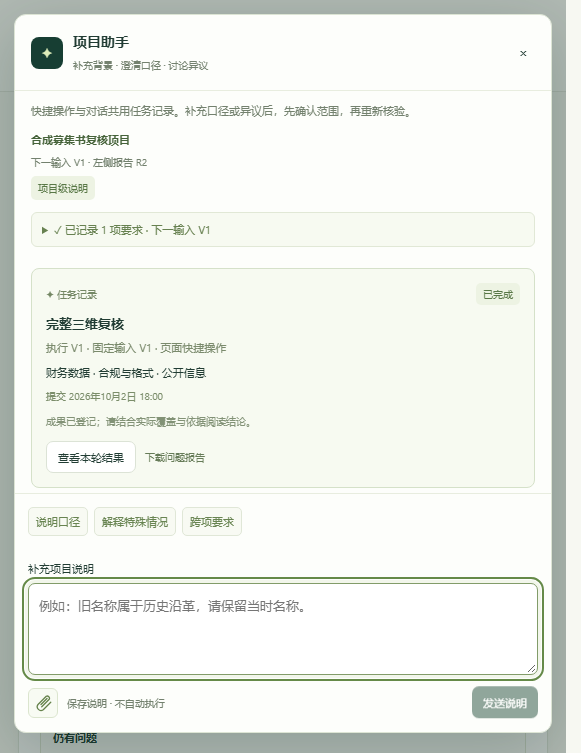 项目助手
补充背景 · 澄清口径 · 讨论异议
×
快捷操作与对话共用任务记录。补充口径或异议后，先确认范围，再重新核验。
合成募集书复核项目
下一输入 V1 · 左侧报告 R2
项目级说明
▶ ✓ 已记录 1 项要求 · 下一输入 V1
✦ 任务记录
已完成
完整三维复核
执行 V1 · 固定输入 V1 · 页面快捷操作
财务数据 · 合规与格式 · 公开信息
提交 2026年10月2日 18:00
成果已登记；请结合实际覆盖与依据阅读结论。
查看本轮结果
下载问题报告
说明口径
解释特殊情况
跨项要求
补充项目说明
例如：旧名称属于历史沿革，请保留当时名称。
保存说明 · 不自动执行
发送说明
仍有问题